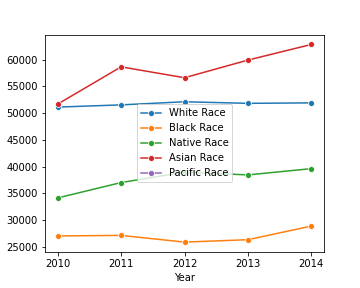 60000
55000
50000
45000
40000
35000
30000
25000
White Race
Black Race
Native Race
Asian Race
Pacific Race
2010 2011 2012 2013 2014
Year